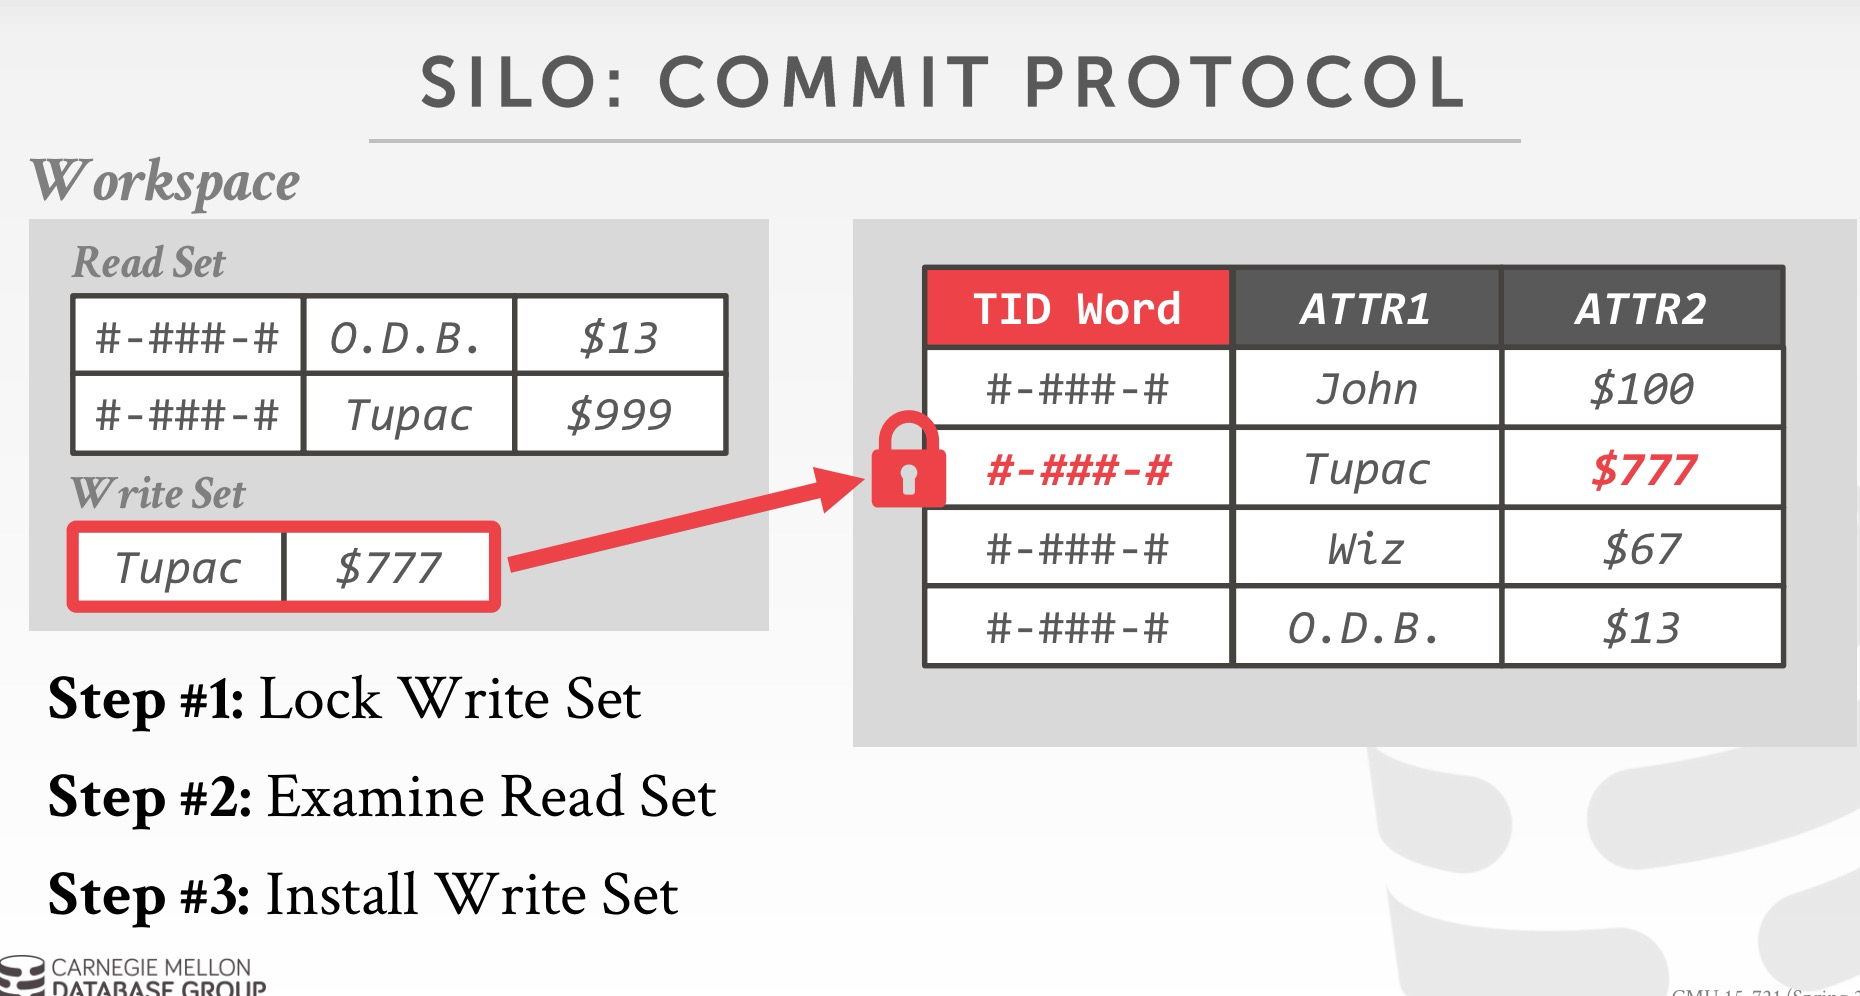 SILO: COMMIT PROTOCOL
Workspace
Read Set
#-###-# O.D.B. $13
#-###-# Tupac $999
Write Set
Tupac $777
TID Word ATTR1 ATTR2
#-###-# John $100
#-###-# Tupac $777
#-###-# Wiz $67
#-###-# O.D.B. $13
Step #1: Lock Write Set
Step #2: Examine Read Set
Step #3: Install Write Set
CARNEGIE MELLON
DATABASE GROUP
CMU 15-721 (Spring